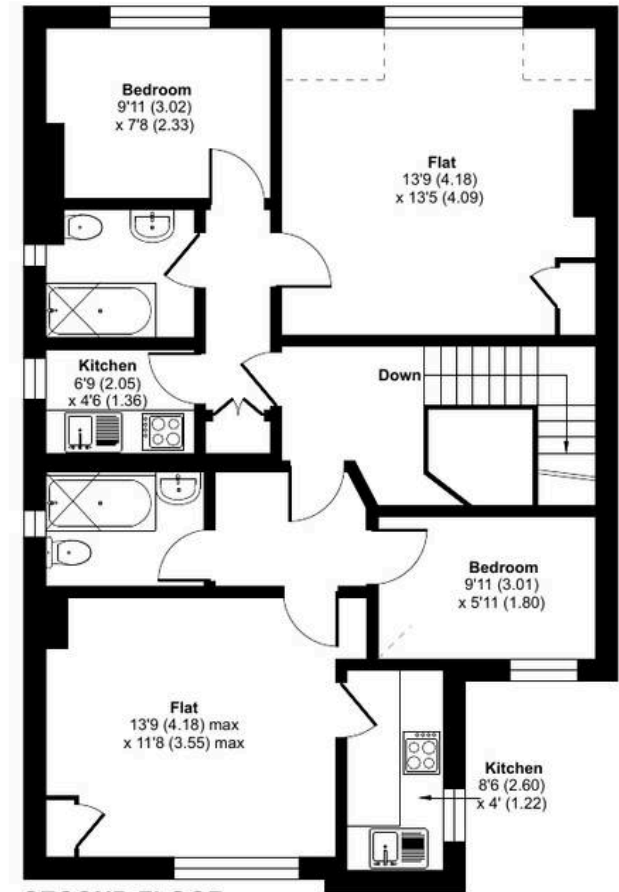 Bedroom
9'11 (3.02)
x 7'8 (2.33)
Flat
13'9 (4.18)
x 13'5 (4.09)
Kitchen
6'9 (2.05)
x 4'6 (1.36)
Down
Bedroom
9'11 (3.01)
x 5'11 (1.80)
Flat
13'9 (4.18) max
x 11'8 (3.55) max
Kitchen
8'6 (2.60)
x 4' (1.22)